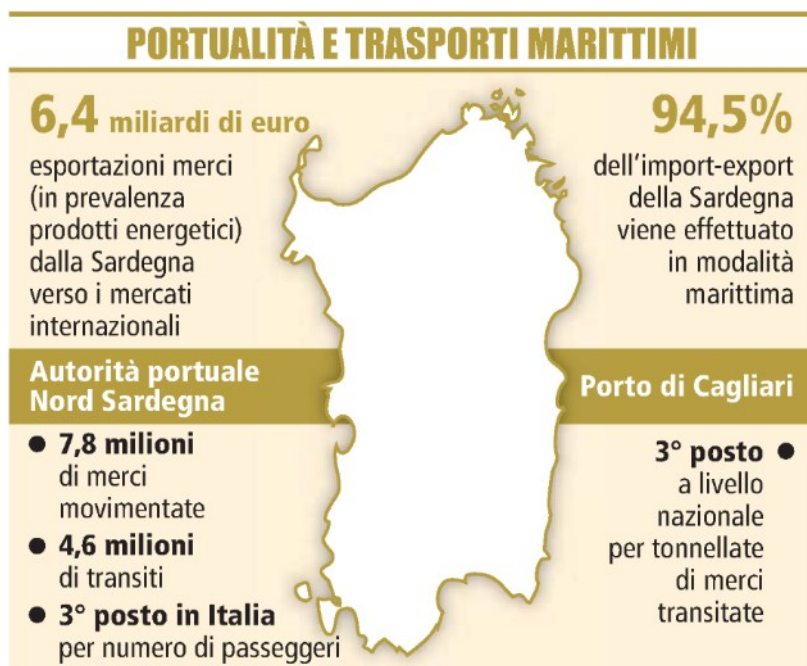 PORTUALITÀ E TRASPORTI MARITTIMI
6,4 miliardi di euro
esportazioni merci
(in prevalenza
prodotti energetici)
dalla Sardegna
verso i mercati
internazionali
94,5%
dell'import-export
della Sardegna
viene effettuato
in modalità
marittima
Autorità portuale
Nord Sardegna
● 7,8 milioni
di merci
movimentate
● 4,6 milioni
di transiti
● 3° posto in Italia
per numero di passeggeri
Porto di Cagliari
3° posto ●
a livello
nazionale
per tonnellate
di merci
transitate